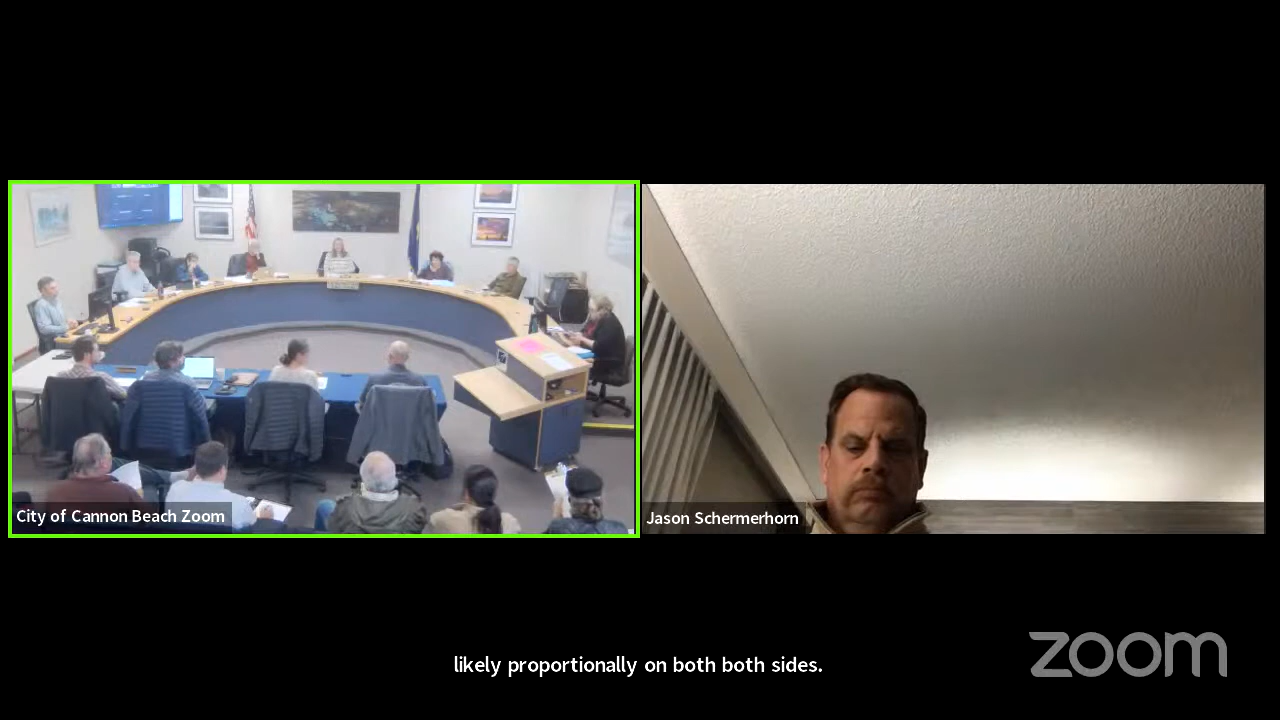 City of Cannon Beach Zoom
Jason Schermerhorn
likely proportionally on both both sides.
zoom